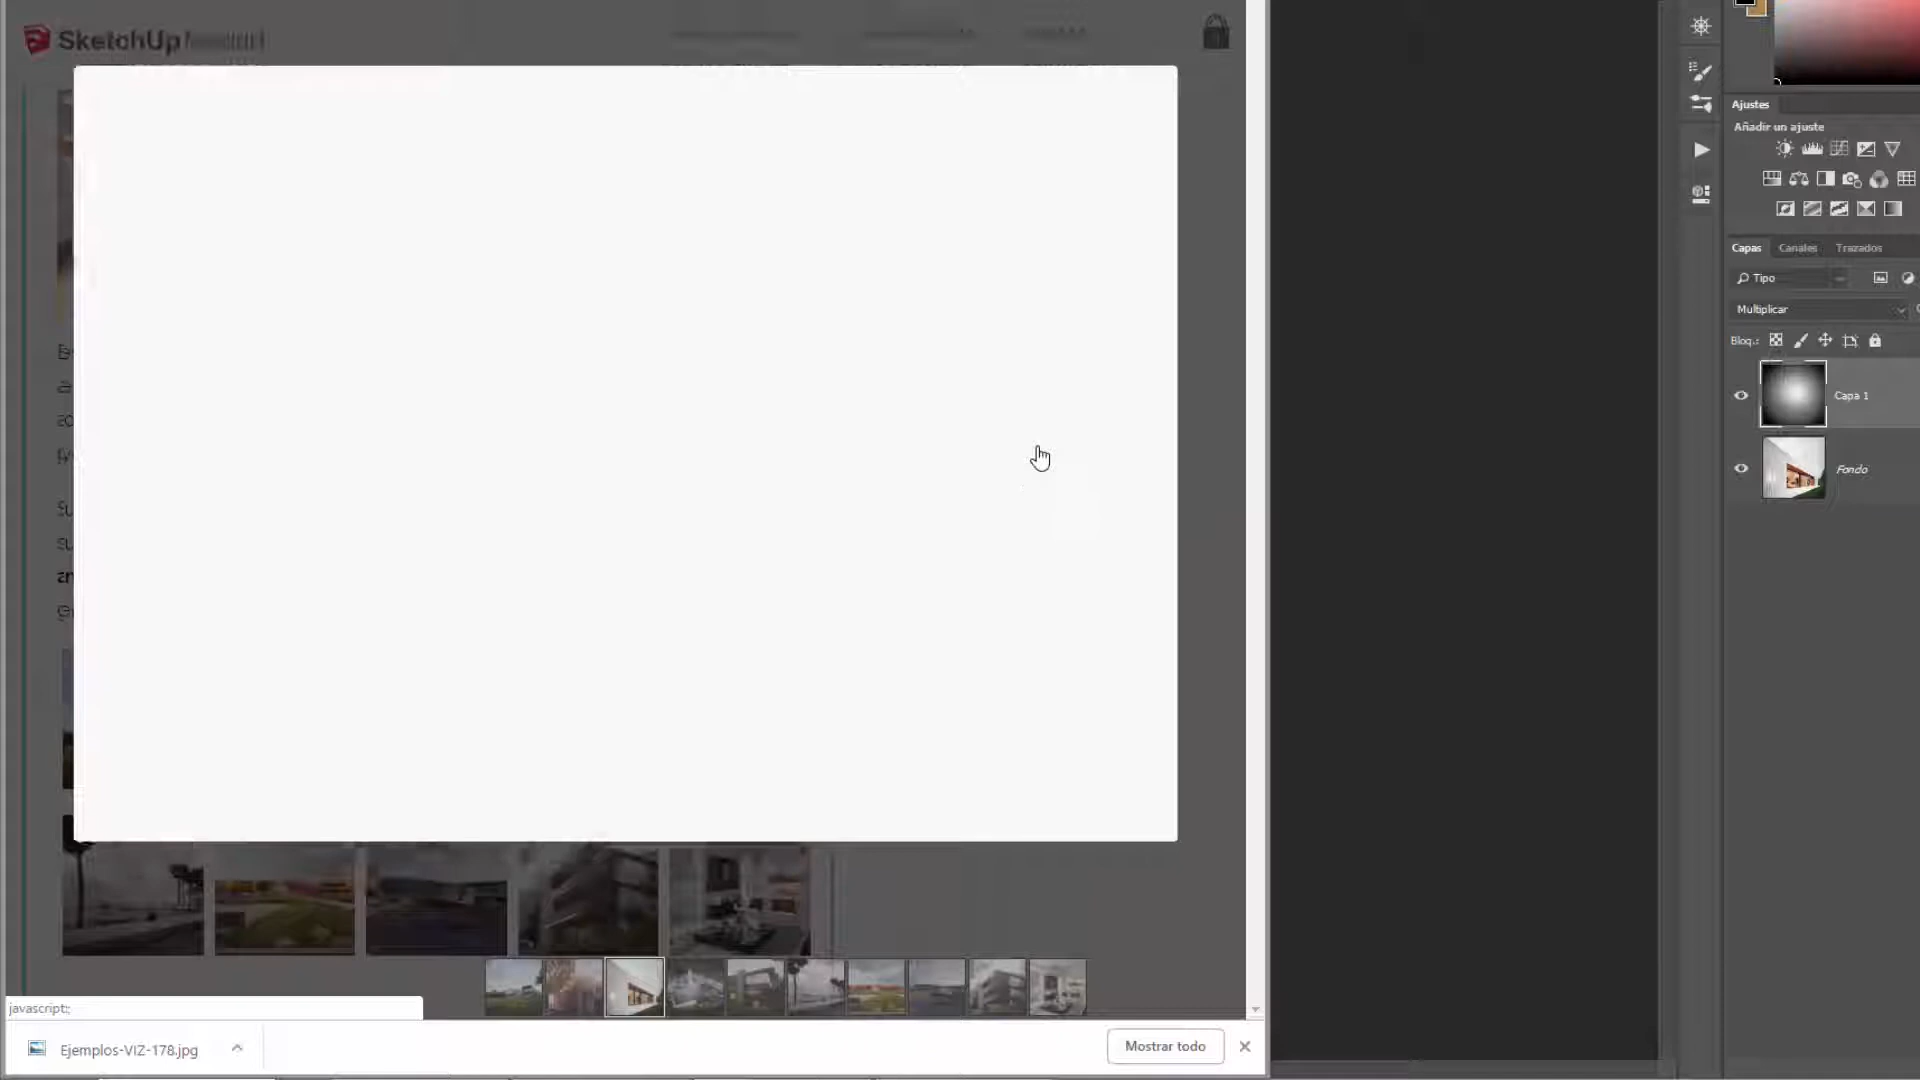 SketchUp
an
javascript:;
Ejemplos-VIZ-178.jpg
Mostrar todo
Ajustes
Añadir un ajuste
Capas Canales Trazados
Tipo
Multiplicar
Bloq.:
Capa 1
Fondo